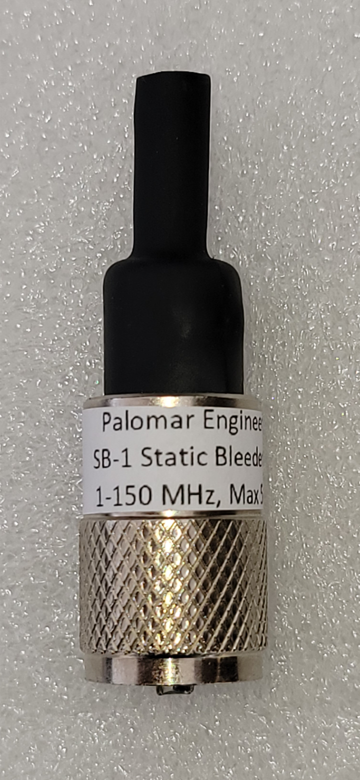 Palomar Enginee
SB-1 Static Bleede
1-150 MHz, Max